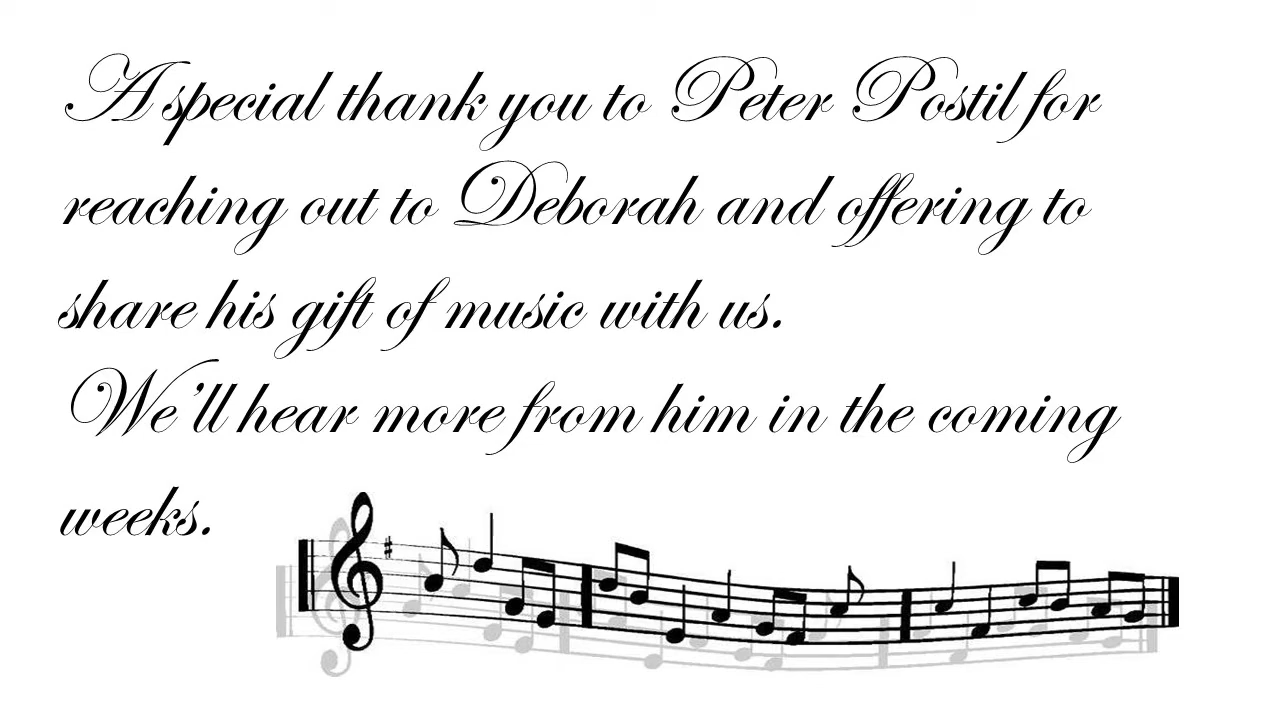 A special thank you to Peter Postil for
reaching out to Deborah and offering to
share his gift of music with us.
We’ll hear more from him in the coming
weeks.